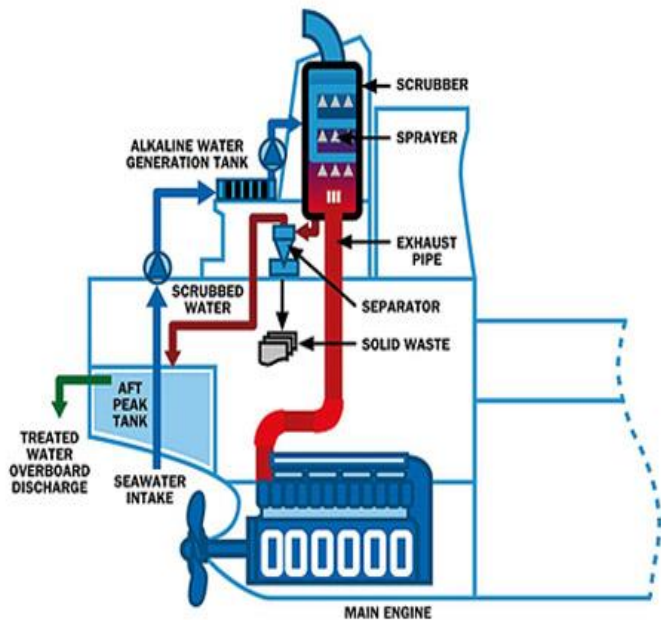 SCRUBBER
SPRAYER
ALKALINE WATER
GENERATION TANK
EXHAUST
PIPE
SCRUBBED
WATER
SEPARATOR
SOLID WASTE
AFT
PEAK
TANK
TREATED
WATER
OVERBOARD
DISCHARGE
SEAWATER
INTAKE
MAIN ENGINE